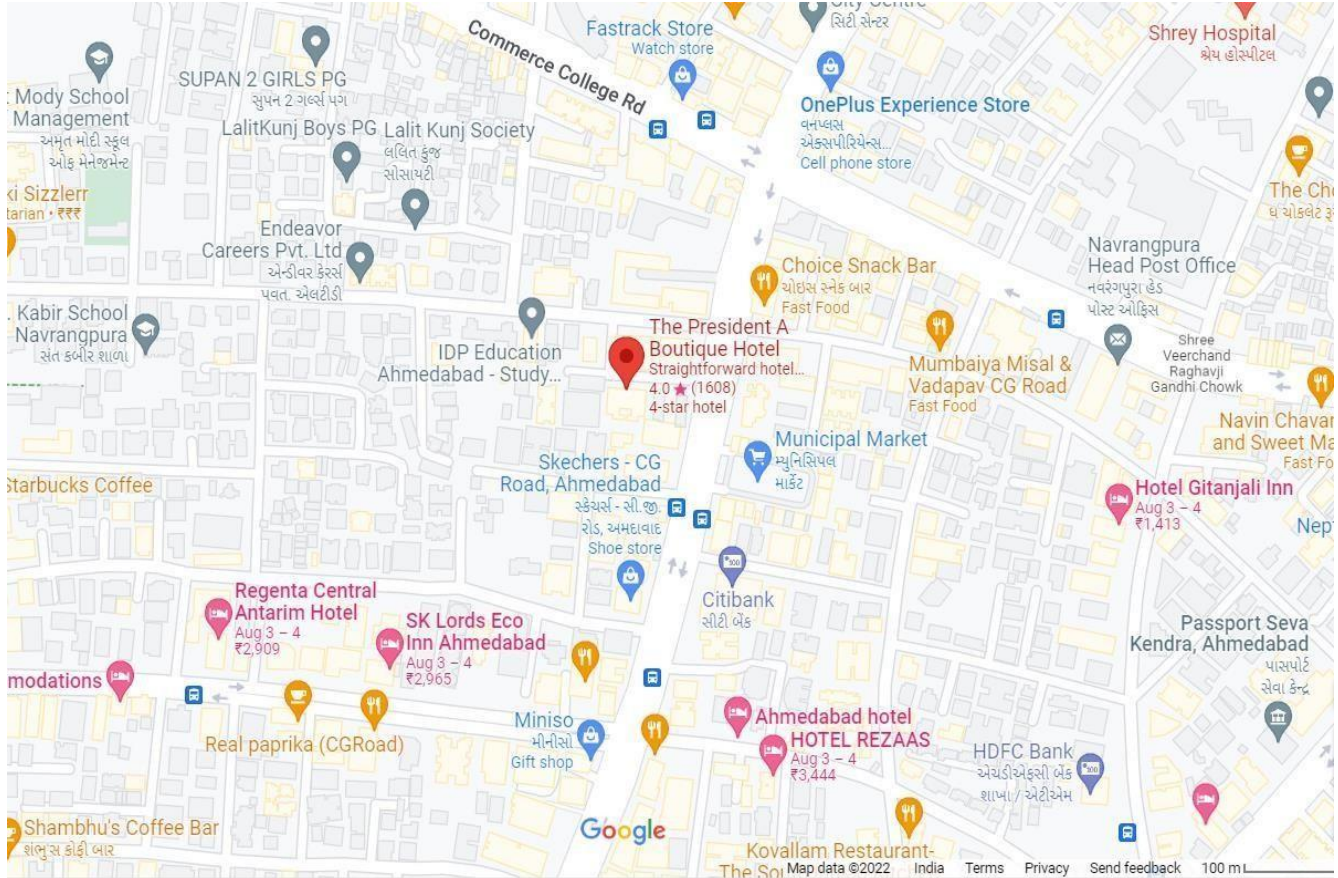 City Centre
સિટી સેન્ટર
Fastrack Store
Watch store
Commerce College Rd
Shrey Hospital
શ્રેય હોસ્પીટલ
SUPAN 2 GIRLS PG
સુપન 2 ગર્લ્સ પગ
Mody School
Management
અમૃત મોદી સ્કૂલ
ઓફ મેનેજમેન્ટ
OnePlus Experience Store
વનપ્લસ
એક્સપીરિયેન્સ...
Cell phone store
LalitKunj Boys PG
Lalit Kunj Society
લલિત કુંજ
સોસાયટી
ki Sizzlerr
tarian • ₹₹₹
The Cho
ધ ચોકલેટ રૂ
Endeavor
Careers Pvt. Ltd
એન્ડીવર કેરર્સ
પવત. એલટીડી
Navrangpura
Head Post Office
નવરંગપુરા હેડ
પોસ્ટ ઓફિસ
Choice Snack Bar
ચોઇસ સ્નેક બાર
Fast Food
. Kabir School
Navrangpura
સંત કબીર શાળા
IDP Education
Ahmedabad - Study...
The President A
Boutique Hotel
Straightforward hotel...
4.0 ★ (1608)
4-star hotel
Mumbaiya Misal &
Vadapav CG Road
Fast Food
Shree
Veerchand
Raghavji
Gandhi Chowk
Navin Chavan
and Sweet Ma
Fast Fo
Municipal Market
મ્યુનિસિપલ
માર્કેટ
Skechers - CG
Road, Ahmedabad
સ્કેચર્સ - સી.જી.
રોડ, અમદાવાદ
Shoe store
Starbucks Coffee
Hotel Gitanjali Inn
Aug 3 – 4
₹1,413
Nep
Citibank
સીટી બેંક
Regenta Central
Antarim Hotel
Aug 3 – 4
₹2,909
SK Lords Eco
Inn Ahmedabad
Aug 3 – 4
₹2,965
Passport Seva
Kendra, Ahmedabad
પાસપોર્ટ
સેવા કેન્દ્ર
modations
Real paprika (CGRoad)
Miniso
મીનીસો
Gift shop
Ahmedabad hotel
HOTEL REZAAS
Aug 3 – 4
₹3,444
HDFC Bank
એચડીએફસી બેંક
શાખા / એટીએમ
Shambhu's Coffee Bar
શંભુ'સ કોફી બાર
Google
Kovallam Restaurant-
The Sou
Map data ©2022 India Terms Privacy Send feedback 100 m